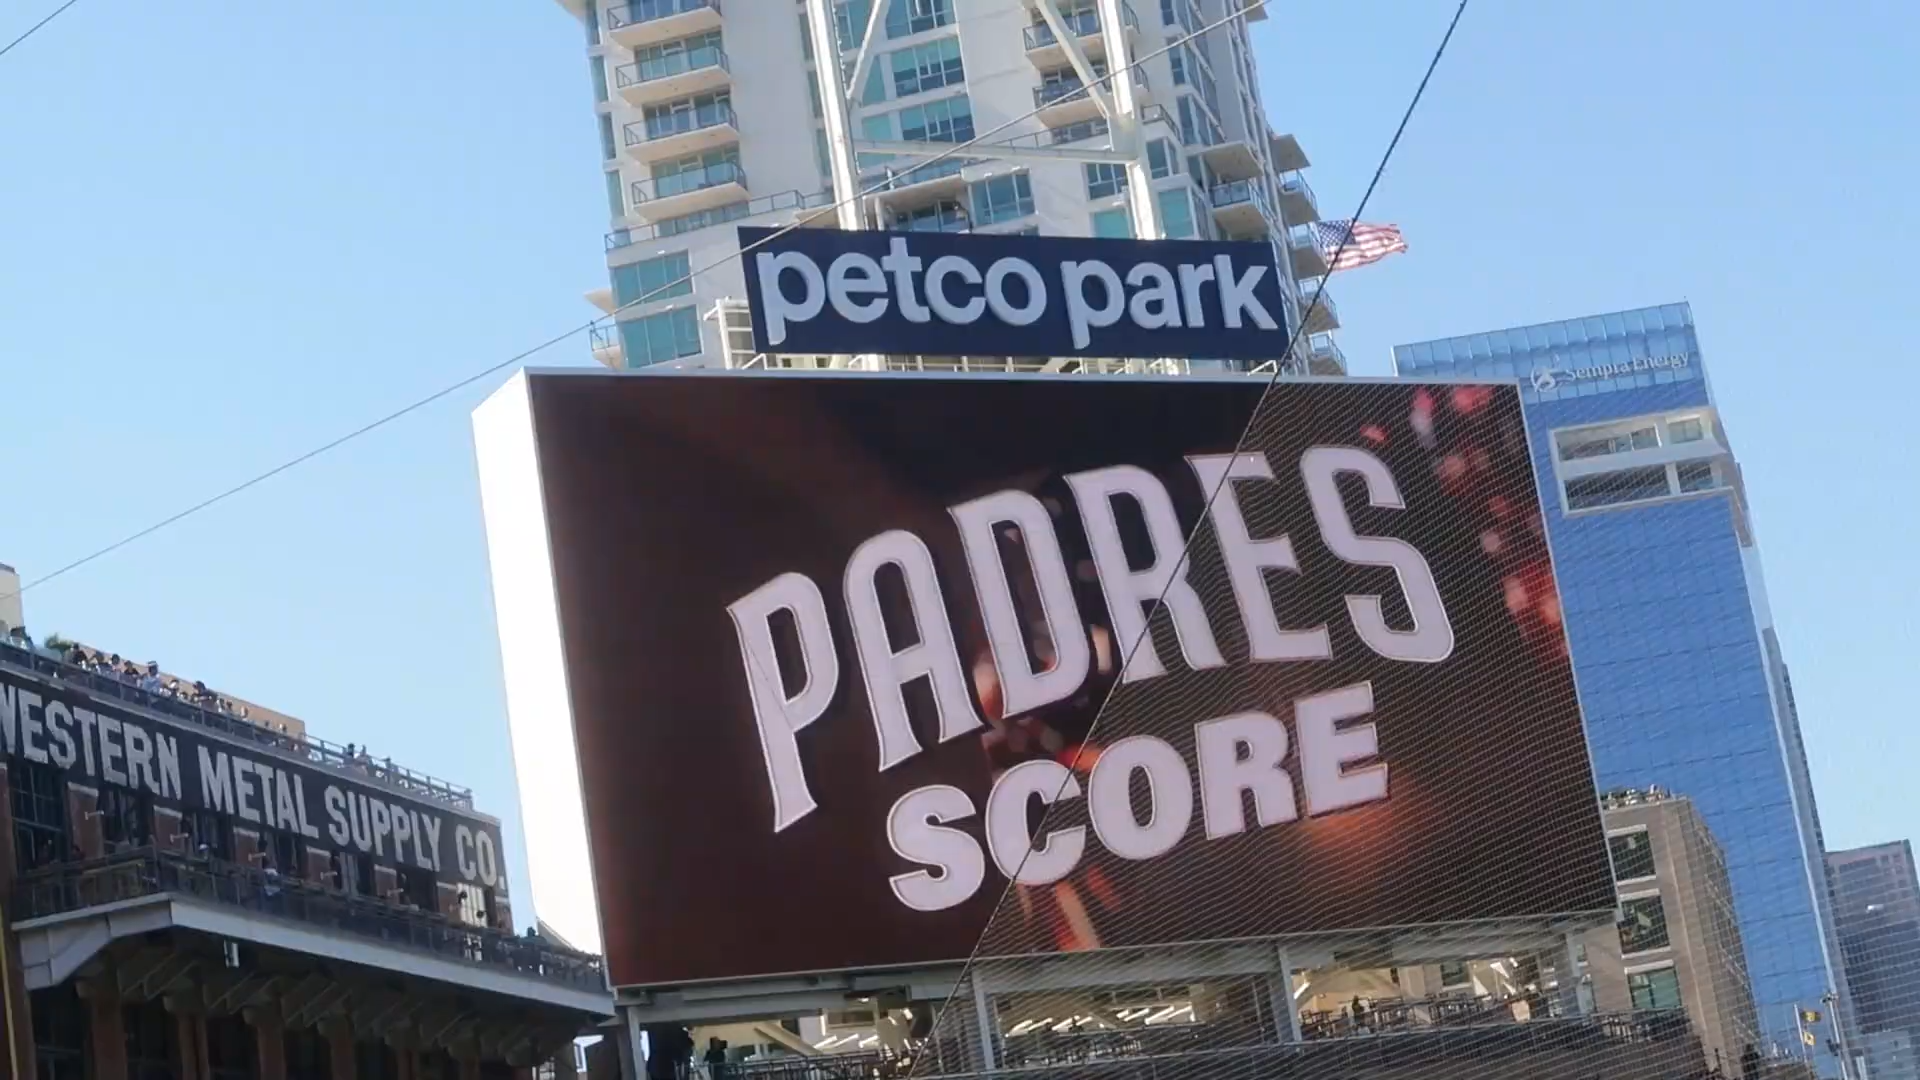 petco park
Sempra Energy
PADRES
SCORE
WESTERN METAL SUPPLY CO.